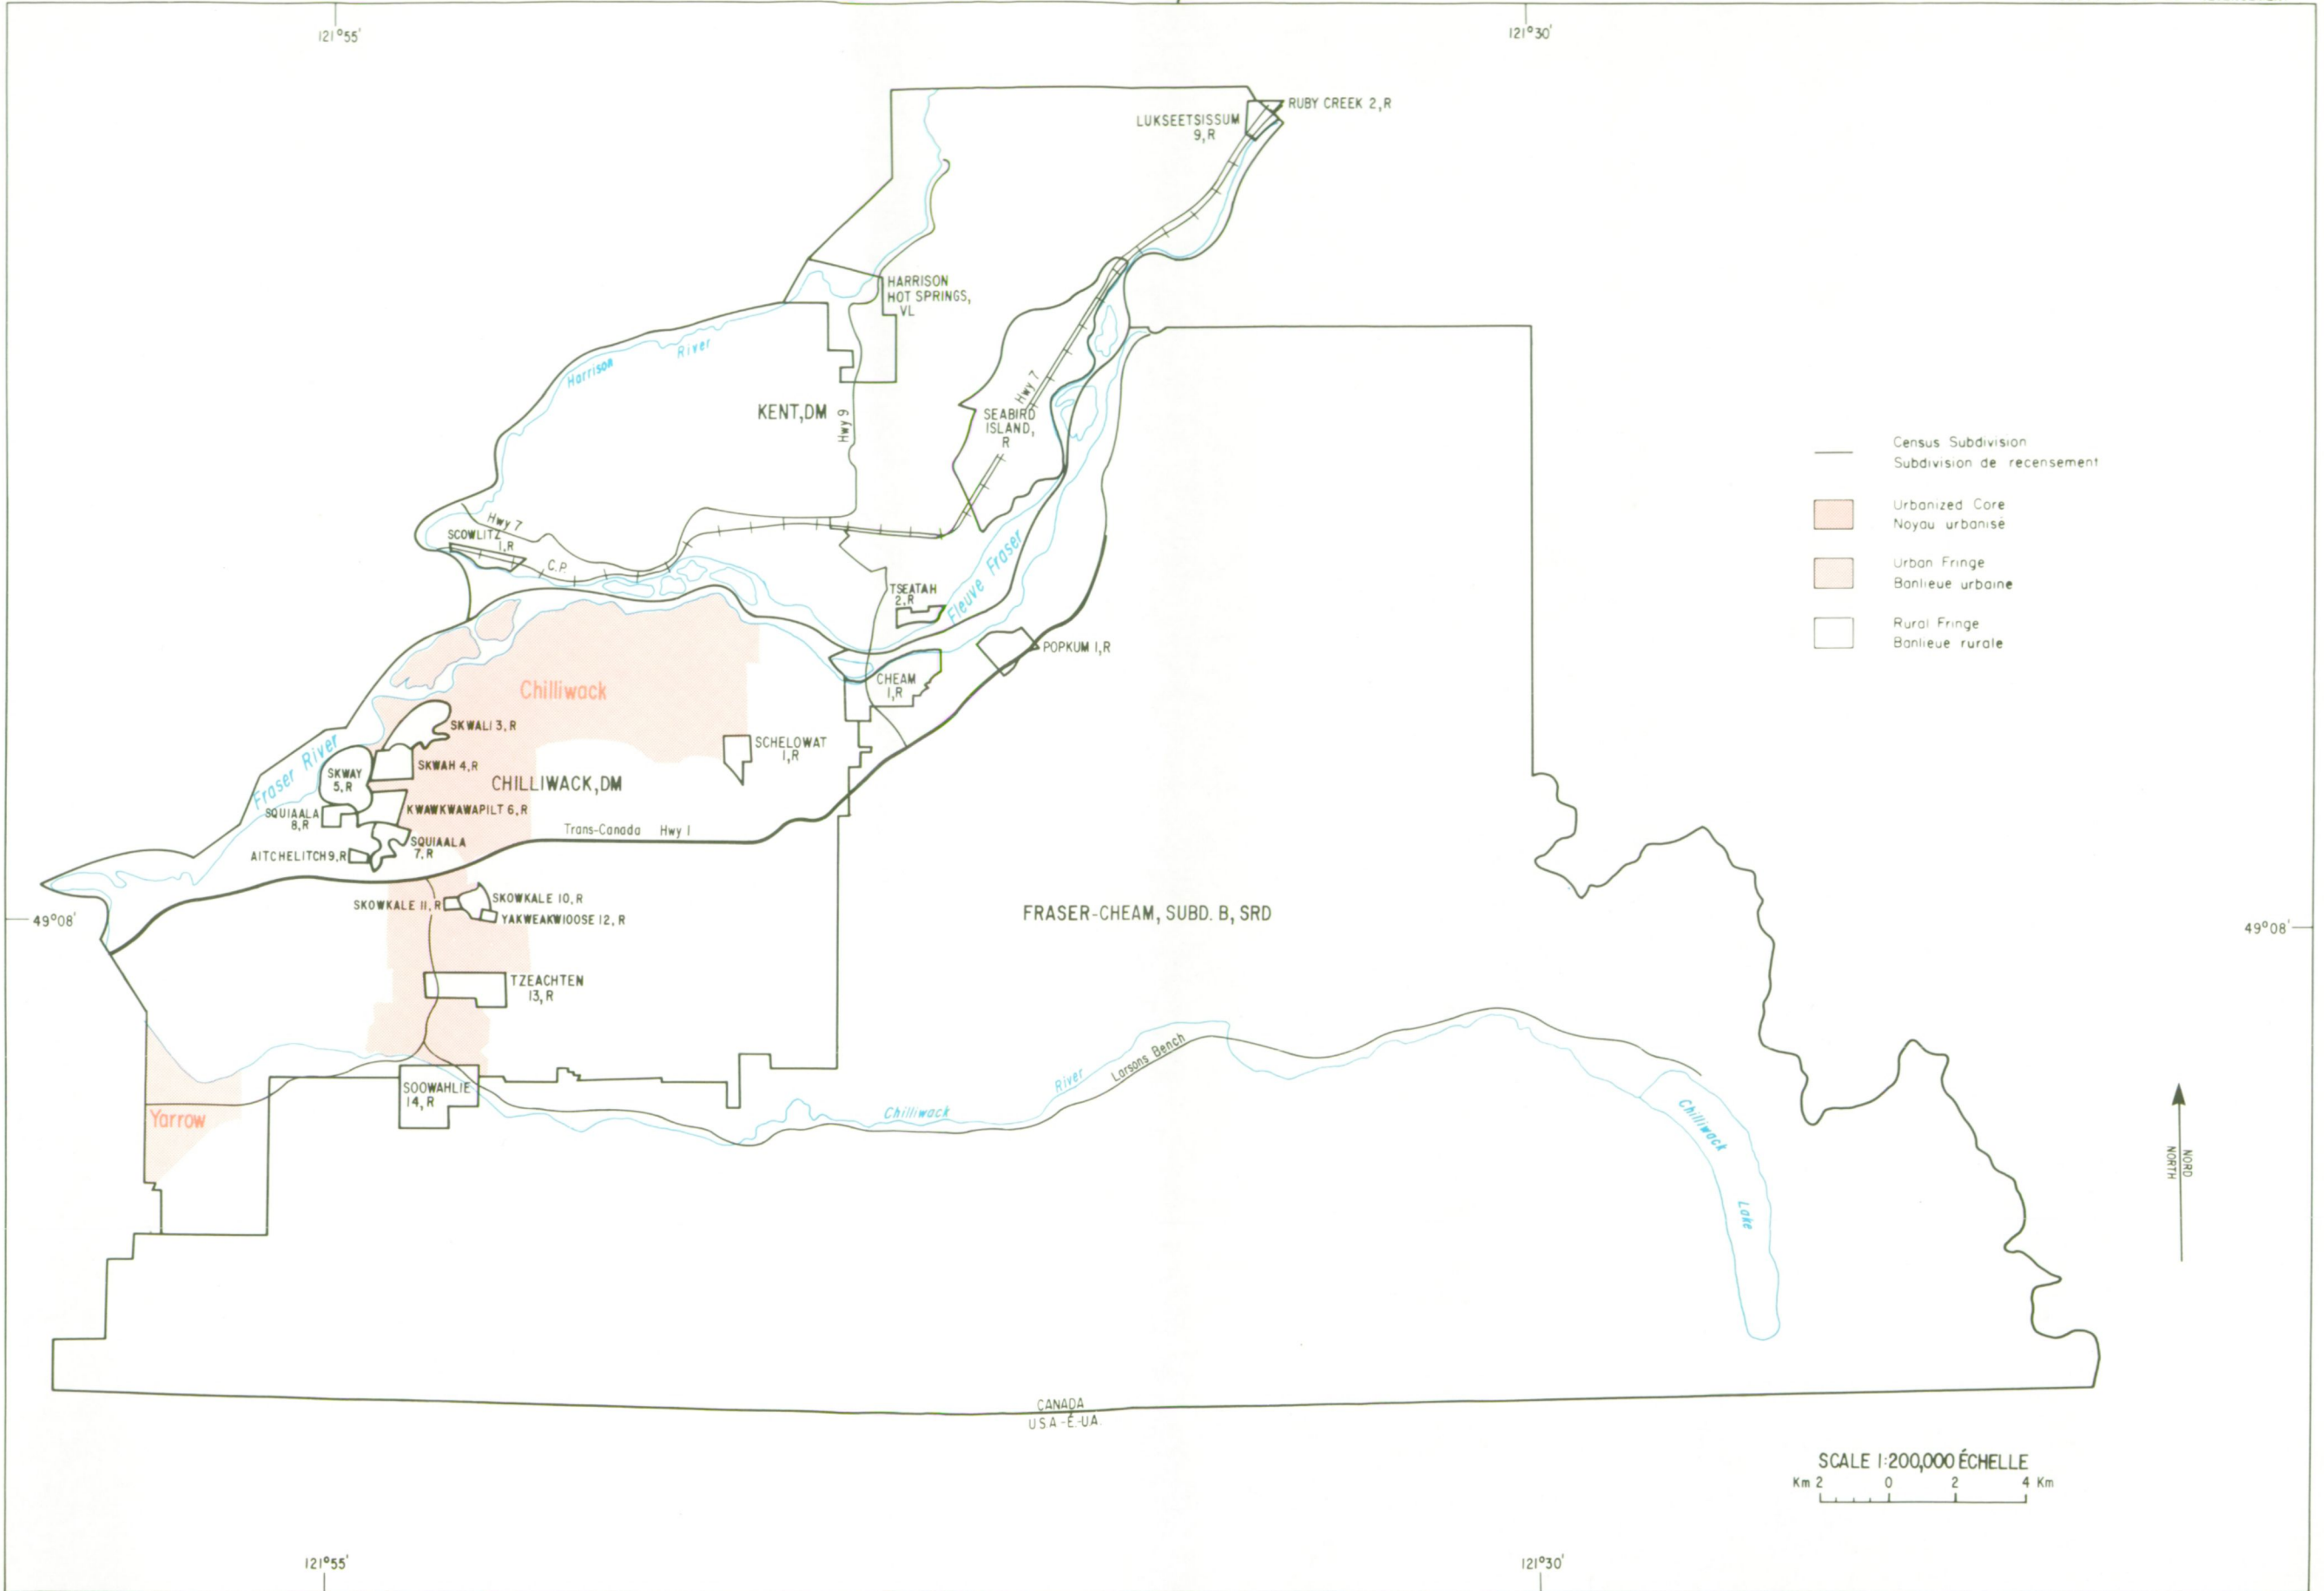 121°55'
121°30'
RUBY CREEK 2, R
LUKSEETSISSUM
9, R
HARRISON
HOT SPRINGS,
VL
Harrison River
KENT, DM
Hwy 9
Hwy 7
SEABIRD
ISLAND,
R
Census Subdivision
Subdivision de recensement
Urbanized Core
Noyau urbanisé
Urban Fringe
Banlieue urbaine
Rural Fringe
Banlieue rurale
Hwy 7
SCOWLITZ
1, R
C.P.
Fleuve Fraser
TSEATAH
2, R
POPKUM 1, R
CHEAM
1, R
Chilliwack
SKWALI 3, R
SCHELOWAT
1, R
Fraser River
SKWAH 4, R
SKWAY
5, R
CHILLIWACK, DM
KWAWKWAWAPILT 6, R
SQUIAALA
8, R
Trans-Canada Hwy 1
SQUIAALA
7, R
AITCHELITCH 9, R
SKOWKALE 10, R
SKOWKALE 11, R
YAKWEAKWIOOSE 12, R
49°08'
FRASER-CHEAM, SUBD. B, SRD
49°08'
TZEACHTEN
13, R
Larsons Bench
River
Chilliwack
SOOWAHLIE
14, R
Yarrow
Chilliwack
Lake
NORD
NORTH
CANADA
U.S.A.-É.-UA.
SCALE 1:200,000 ÉCHELLE
Km 2 0 2 4 Km
121°55'
121°30'